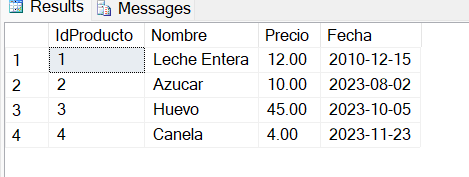 Results Messages
IdProducto Nombre Precio Fecha
1 1 Leche Entera 12.00 2010-12-15
2 2 Azucar 10.00 2023-08-02
3 3 Huevo 45.00 2023-10-05
4 4 Canela 4.00 2023-11-23